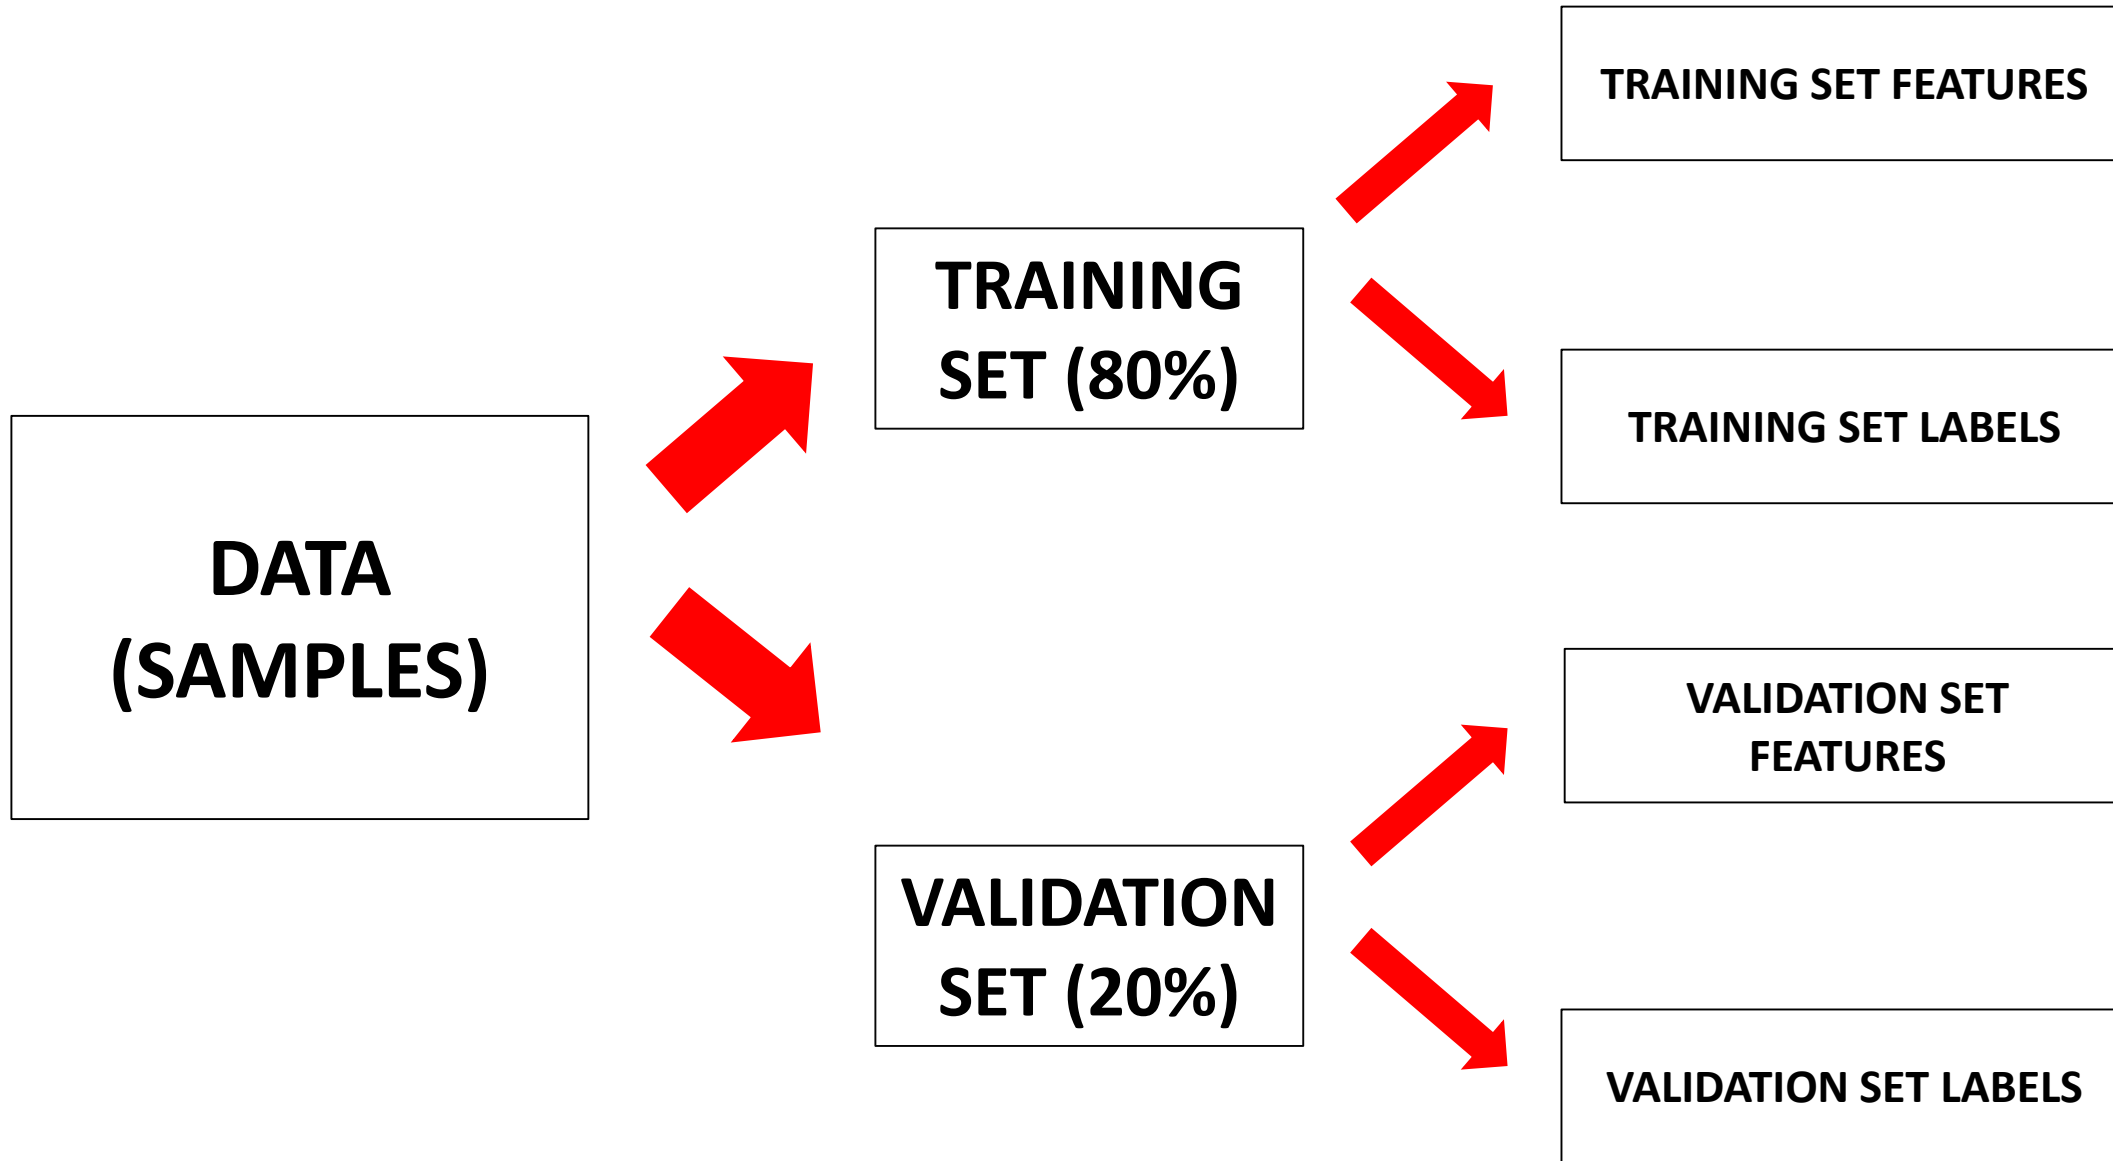 DATA
(SAMPLES)
TRAINING
SET (80%)
VALIDATION
SET (20%)
TRAINING SET FEATURES
TRAINING SET LABELS
VALIDATION SET
FEATURES
VALIDATION SET LABELS